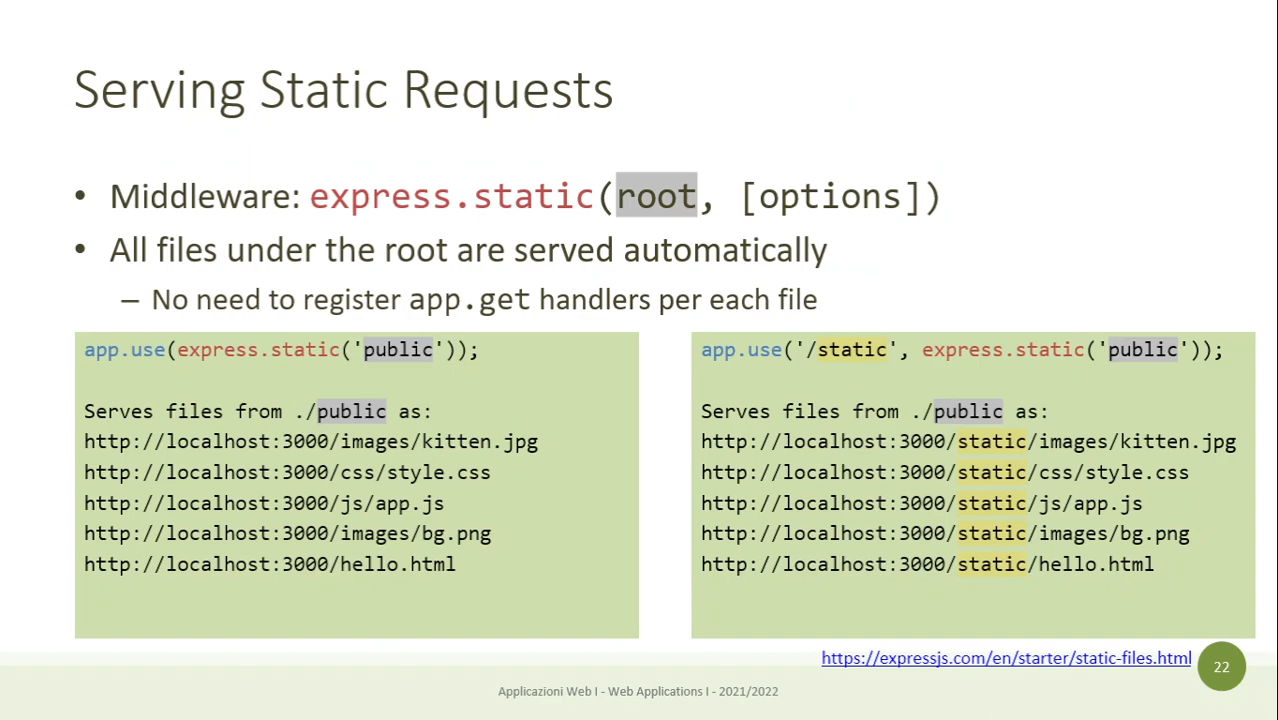 Serving Static Requests
• Middleware: express.static(root, [options])
• All files under the root are served automatically
– No need to register app.get handlers per each file
app.use(express.static('public'));
Serves files from ./public as:
http://localhost:3000/images/kitten.jpg
http://localhost:3000/css/style.css
http://localhost:3000/js/app.js
http://localhost:3000/images/bg.png
http://localhost:3000/hello.html
app.use('/static', express.static('public'));
Serves files from ./public as:
http://localhost:3000/static/images/kitten.jpg
http://localhost:3000/static/css/style.css
http://localhost:3000/static/js/app.js
http://localhost:3000/static/images/bg.png
http://localhost:3000/static/hello.html
https://expressjs.com/en/starter/static-files.html
22
Applicazioni Web I - Web Applications I - 2021/2022